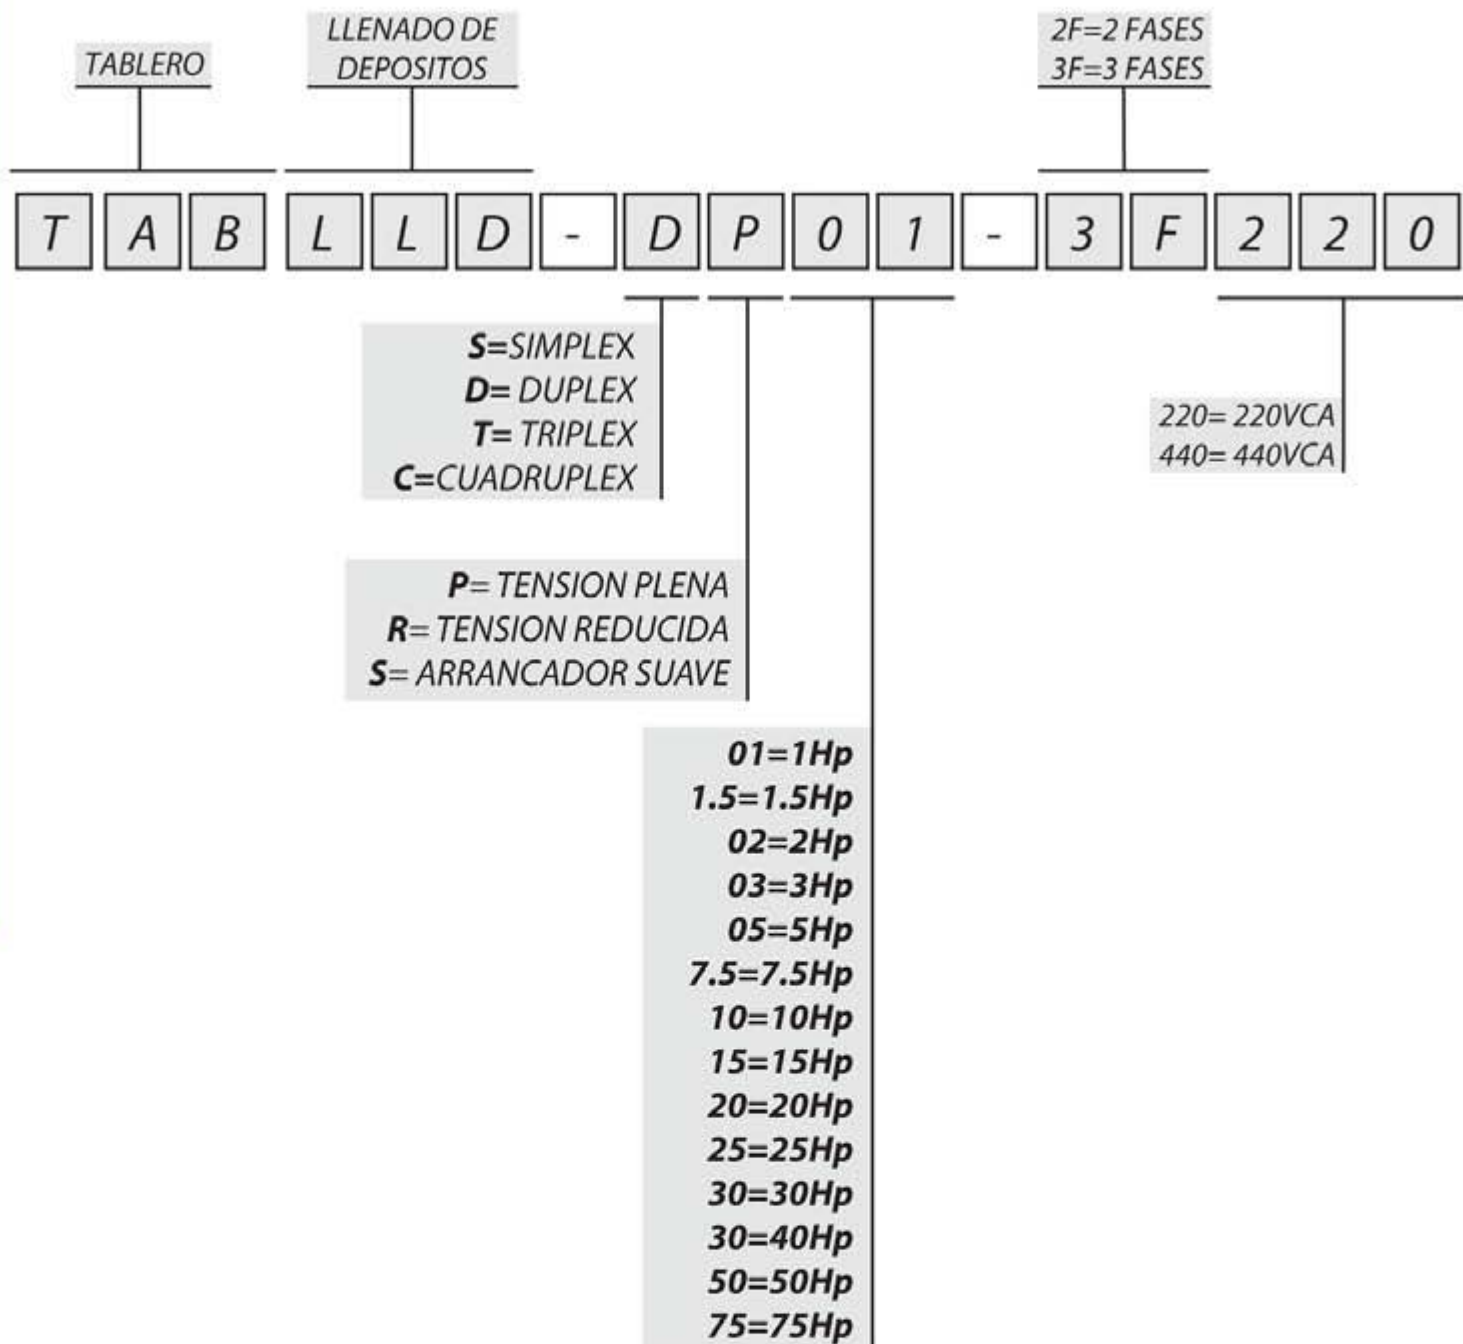 TABLERO
LLENADO DE
DEPOSITOS
2F=2 FASES
3F=3 FASES
T A B L L D - D P 0 1 - 3 F 2 2 0
S=SIMPLEX
D= DUPLEX
T= TRIPLEX
C=CUADRUPLEX
220= 220VCA
440= 440VCA
P= TENSION PLENA
R= TENSION REDUCIDA
S= ARRANCADOR SUAVE
01=1Hp
1.5=1.5Hp
02=2Hp
03=3Hp
05=5Hp
7.5=7.5Hp
10=10Hp
15=15Hp
20=20Hp
25=25Hp
30=30Hp
30=40Hp
50=50Hp
75=75Hp